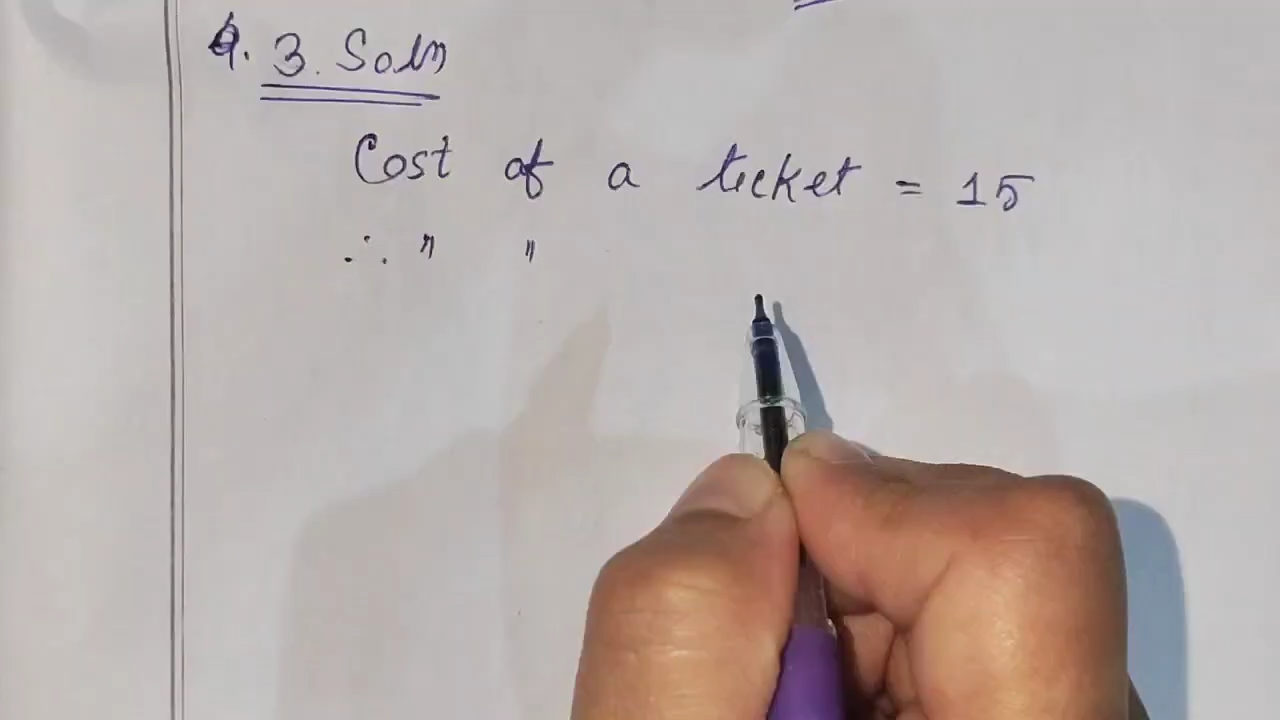 Q. 3. Soln
Cost of a ticket = 15
∴ " "